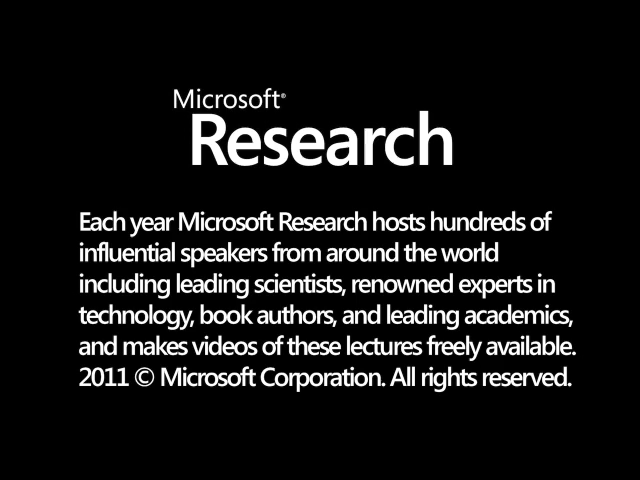 Microsoft®
Research
Each year Microsoft Research hosts hundreds of
influential speakers from around the world
including leading scientists, renowned experts in
technology, book authors, and leading academics,
and makes videos of these lectures freely available.
2011 © Microsoft Corporation. All rights reserved.